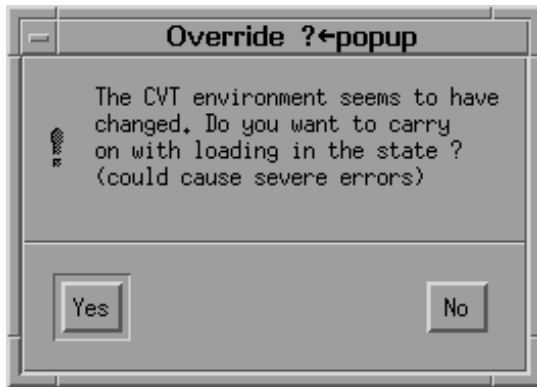 Override ?←popup
The CVT environment seems to have
changed. Do you want to carry
on with loading in the state ?
(could cause severe errors)
Yes
No